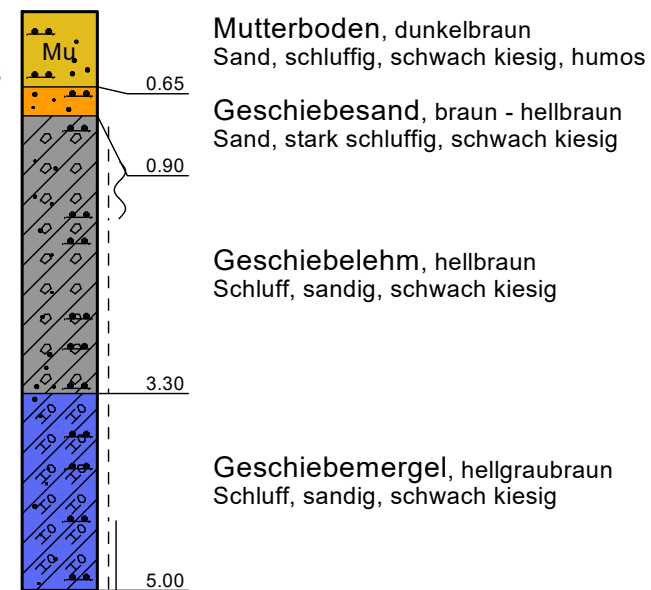 Mutterboden, dunkelbraun
Sand, schluffig, schwach kiesig, humos
Mu
0.65
Geschiebesand, braun - hellbraun
Sand, stark schluffig, schwach kiesig
0.90
Geschiebelehm, hellbraun
Schluff, sandig, schwach kiesig
3.30
Geschiebemergel, hellgraubraun
Schluff, sandig, schwach kiesig
5.00